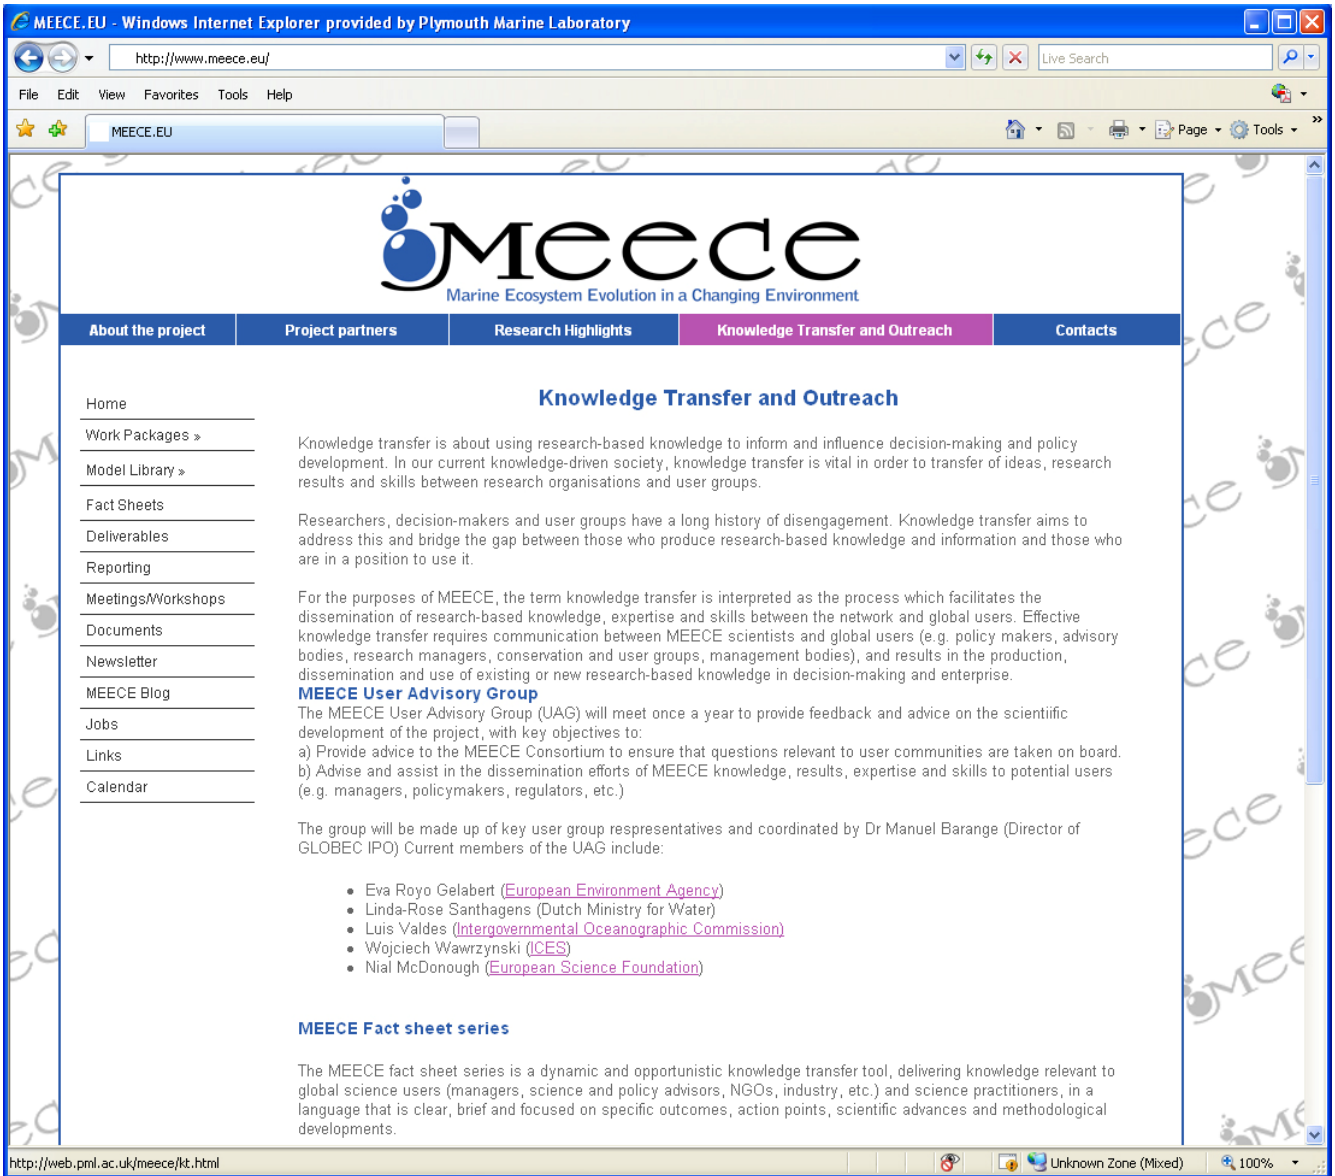 MEECE.EU - Windows Internet Explorer provided by Plymouth Marine Laboratory
http://www.meece.eu/
Live Search
File Edit View Favorites Tools Help
MEECE.EU
Page Tools »
meece
Marine Ecosystem Evolution in a Changing Environment
About the project Project partners Research Highlights Knowledge Transfer and Outreach Contacts
Home
Work Packages »
Model Library »
Fact Sheets
Deliverables
Reporting
Meetings/Workshops
Documents
Newsletter
MEECE Blog
Jobs
Links
Calendar
Knowledge Transfer and Outreach
Knowledge transfer is about using research-based knowledge to inform and influence decision-making and policy
development. In our current knowledge-driven society, knowledge transfer is vital in order to transfer of ideas, research
results and skills between research organisations and user groups.
Researchers, decision-makers and user groups have a long history of disengagement. Knowledge transfer aims to
address this and bridge the gap between those who produce research-based knowledge and information and those who
are in a position to use it.
For the purposes of MEECE, the term knowledge transfer is interpreted as the process which facilitates the
dissemination of research-based knowledge, expertise and skills between the network and global users. Effective
knowledge transfer requires communication between MEECE scientists and global users (e.g. policy makers, advisory
bodies, research managers, conservation and user groups, management bodies), and results in the production,
dissemination and use of existing or new research-based knowledge in decision-making and enterprise.
MEECE User Advisory Group
The MEECE User Advisory Group (UAG) will meet once a year to provide feedback and advice on the scientiific
development of the project, with key objectives to:
a) Provide advice to the MEECE Consortium to ensure that questions relevant to user communities are taken on board.
b) Advise and assist in the dissemination efforts of MEECE knowledge, results, expertise and skills to potential users
(e.g. managers, policymakers, regulators, etc.)
The group will be made up of key user group respresentatives and coordinated by Dr Manuel Barange (Director of
GLOBEC IPO) Current members of the UAG include:
• Eva Royo Gelabert (European Environment Agency)
• Linda-Rose Santhagens (Dutch Ministry for Water)
• Luis Valdes (Intergovernmental Oceanographic Commission)
• Wojciech Wawrzynski (ICES)
• Nial McDonough (European Science Foundation)
MEECE Fact sheet series
The MEECE fact sheet series is a dynamic and opportunistic knowledge transfer tool, delivering knowledge relevant to
global science users (managers, science and policy advisors, NGOs, industry, etc.) and science practitioners, in a
language that is clear, brief and focused on specific outcomes, action points, scientific advances and methodological
developments.
http://web.pml.ac.uk/meece/kt.html
Unknown Zone (Mixed)
100%